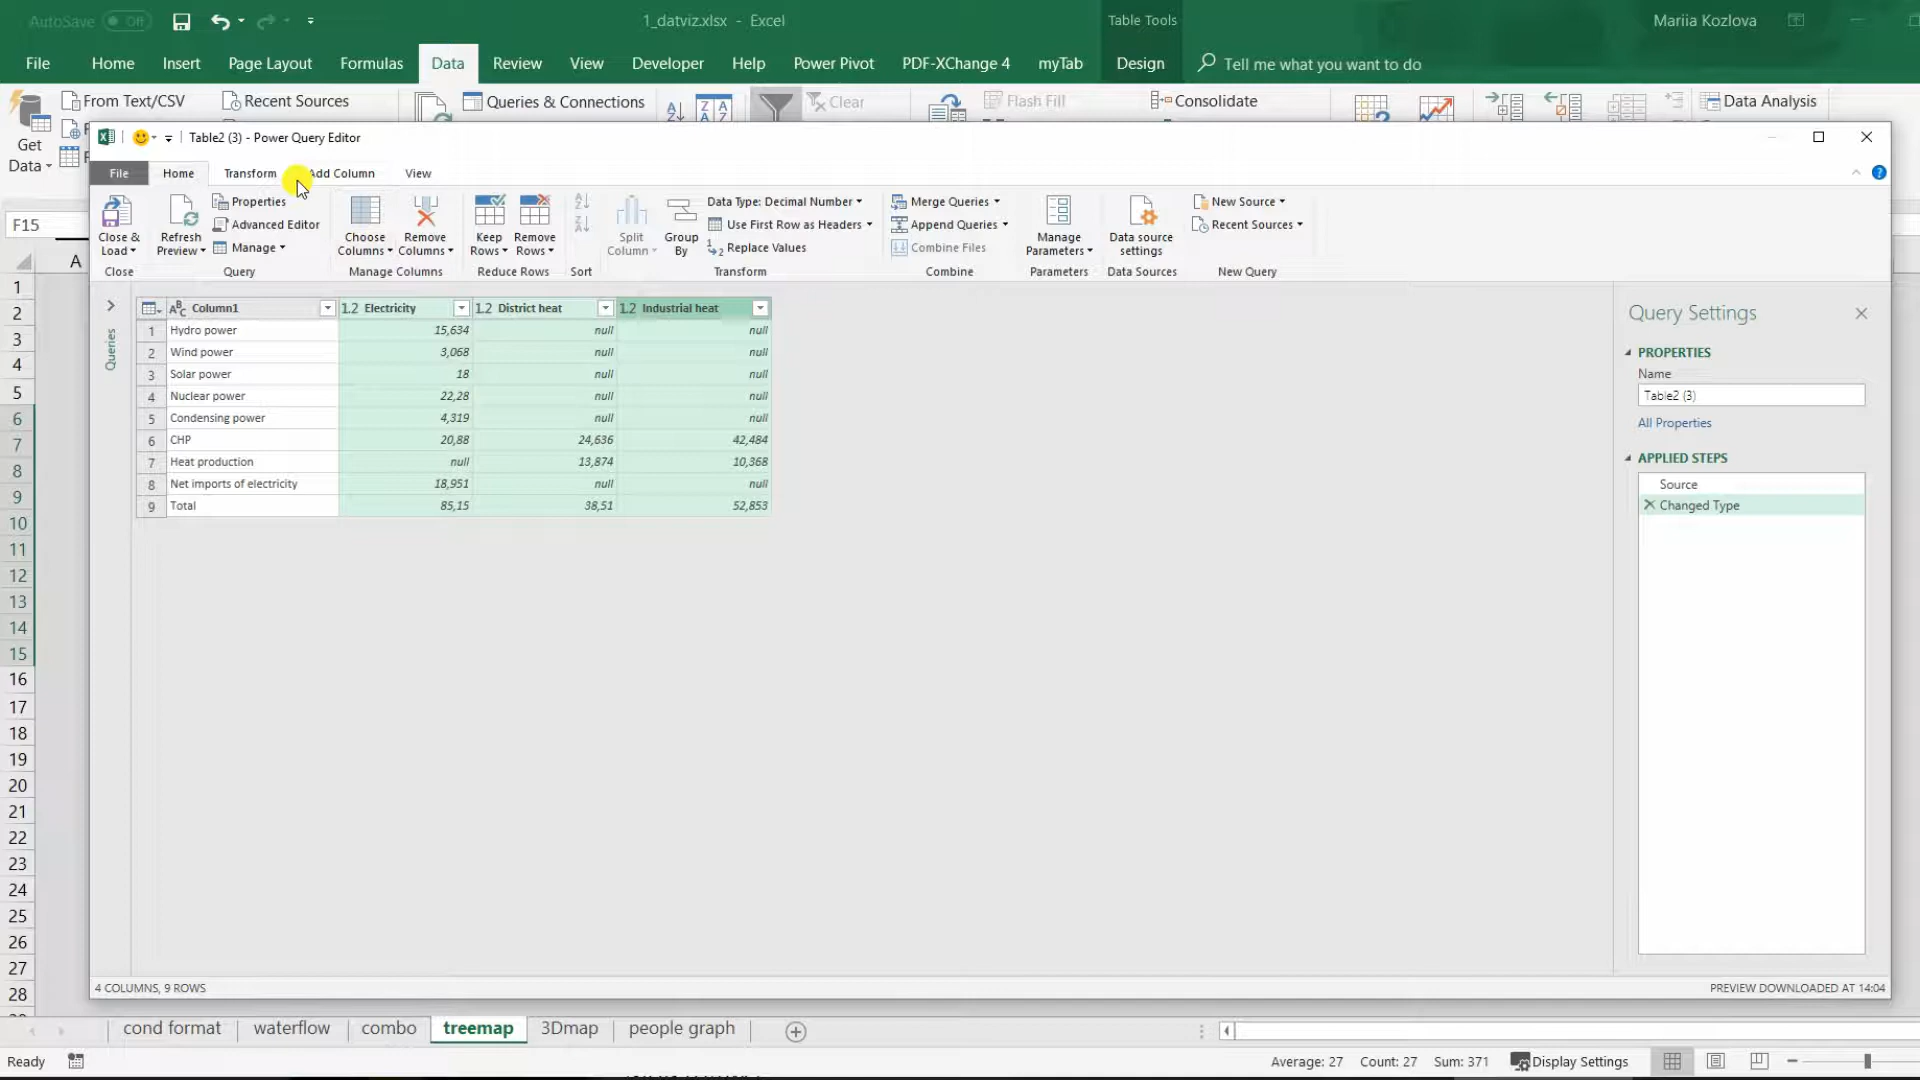 AutoSave Off
1_datviz.xlsx - Excel
Table Tools
Mariia Kozlova
File Home Insert Page Layout Formulas Data Review View Developer Help Power Pivot PDF-XChange 4 myTab Design Tell me what you want to do
From Text/CSV
Recent Sources
Queries & Connections
Clear
Flash Fill
Consolidate
Data Analysis
Get Data
Table2 (3) - Power Query Editor
File Home Transform Add Column View
Close & Load
Refresh Preview
Properties
Advanced Editor
Manage
Choose Columns
Remove Columns
Keep Rows
Remove Rows
Split Column
Group By
Data Type: Decimal Number
Use First Row as Headers
Replace Values
Merge Queries
Append Queries
Combine Files
Manage Parameters
Data source settings
New Source
Recent Sources
Close Query Manage Columns Reduce Rows Sort Transform Combine Parameters Data Sources New Query
F15
A
1
2
3
4
5
6
7
8
9
10
11
12
13
14
15
16
17
18
19
20
21
22
23
24
25
26
27
28
Queries
Column1 1.2 Electricity 1.2 District heat 1.2 Industrial heat
1 Hydro power 15,634 null null
2 Wind power 3,068 null null
3 Solar power 18 null null
4 Nuclear power 22,28 null null
5 Condensing power 4,319 null null
6 CHP 20,88 24,636 42,484
7 Heat production null 13,874 10,368
8 Net imports of electricity 18,951 null null
9 Total 85,15 38,51 52,853
Query Settings
PROPERTIES
Name
Table2 (3)
All Properties
APPLIED STEPS
Source
Changed Type
4 COLUMNS, 9 ROWS
PREVIEW DOWNLOADED AT 14:04
cond format waterflow combo treemap 3Dmap people graph
Ready
Average: 27 Count: 27 Sum: 371 Display Settings